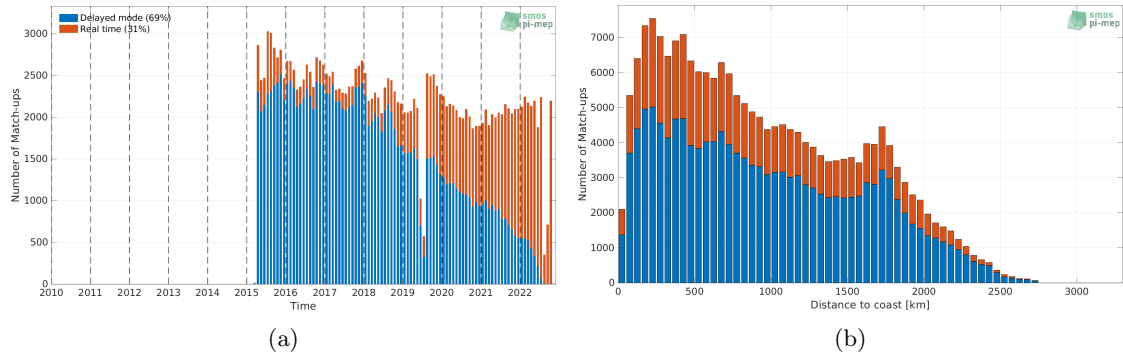 Delayed mode (69%)
Real time (31%)
smos
pi-mep
3000
2500
2000
1500
1000
500
0
Number of Match-ups
2010 2011 2012 2013 2014 2015 2016 2017 2018 2019 2020 2021 2022
Time
(a)
smos
pi-mep
7000
6000
5000
4000
3000
2000
1000
0
Number of Match-ups
0 500 1000 1500 2000 2500 3000
Distance to coast [km]
(b)